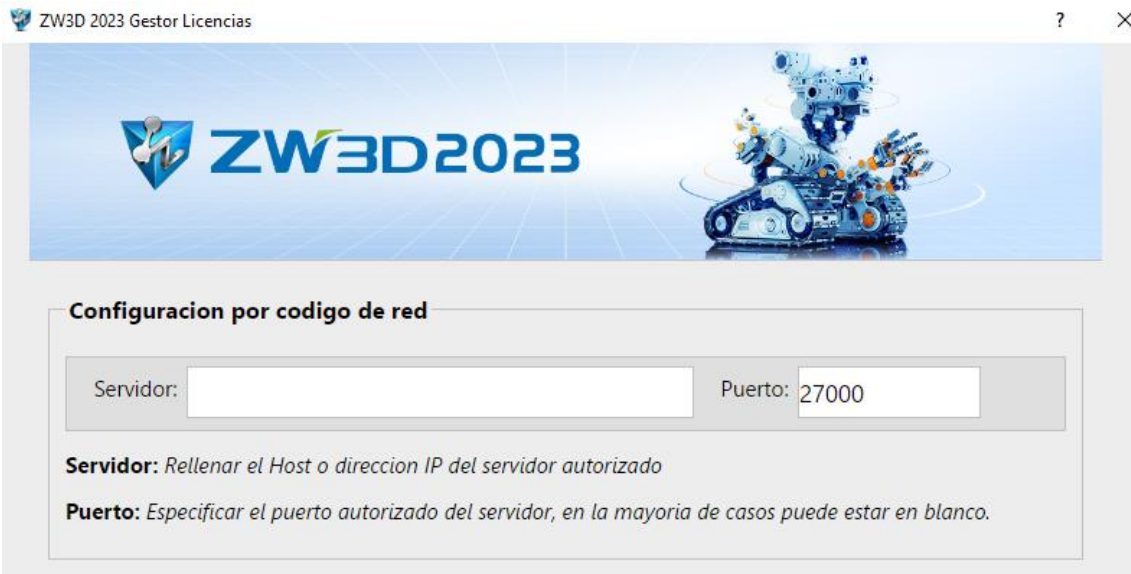 ZW3D 2023 Gestor Licencias
ZW3D2023
Configuracion por codigo de red
Servidor: Puerto: 27000
Servidor: Rellenar el Host o direccion IP del servidor autorizado
Puerto: Especificar el puerto autorizado del servidor, en la mayoria de casos puede estar en blanco.